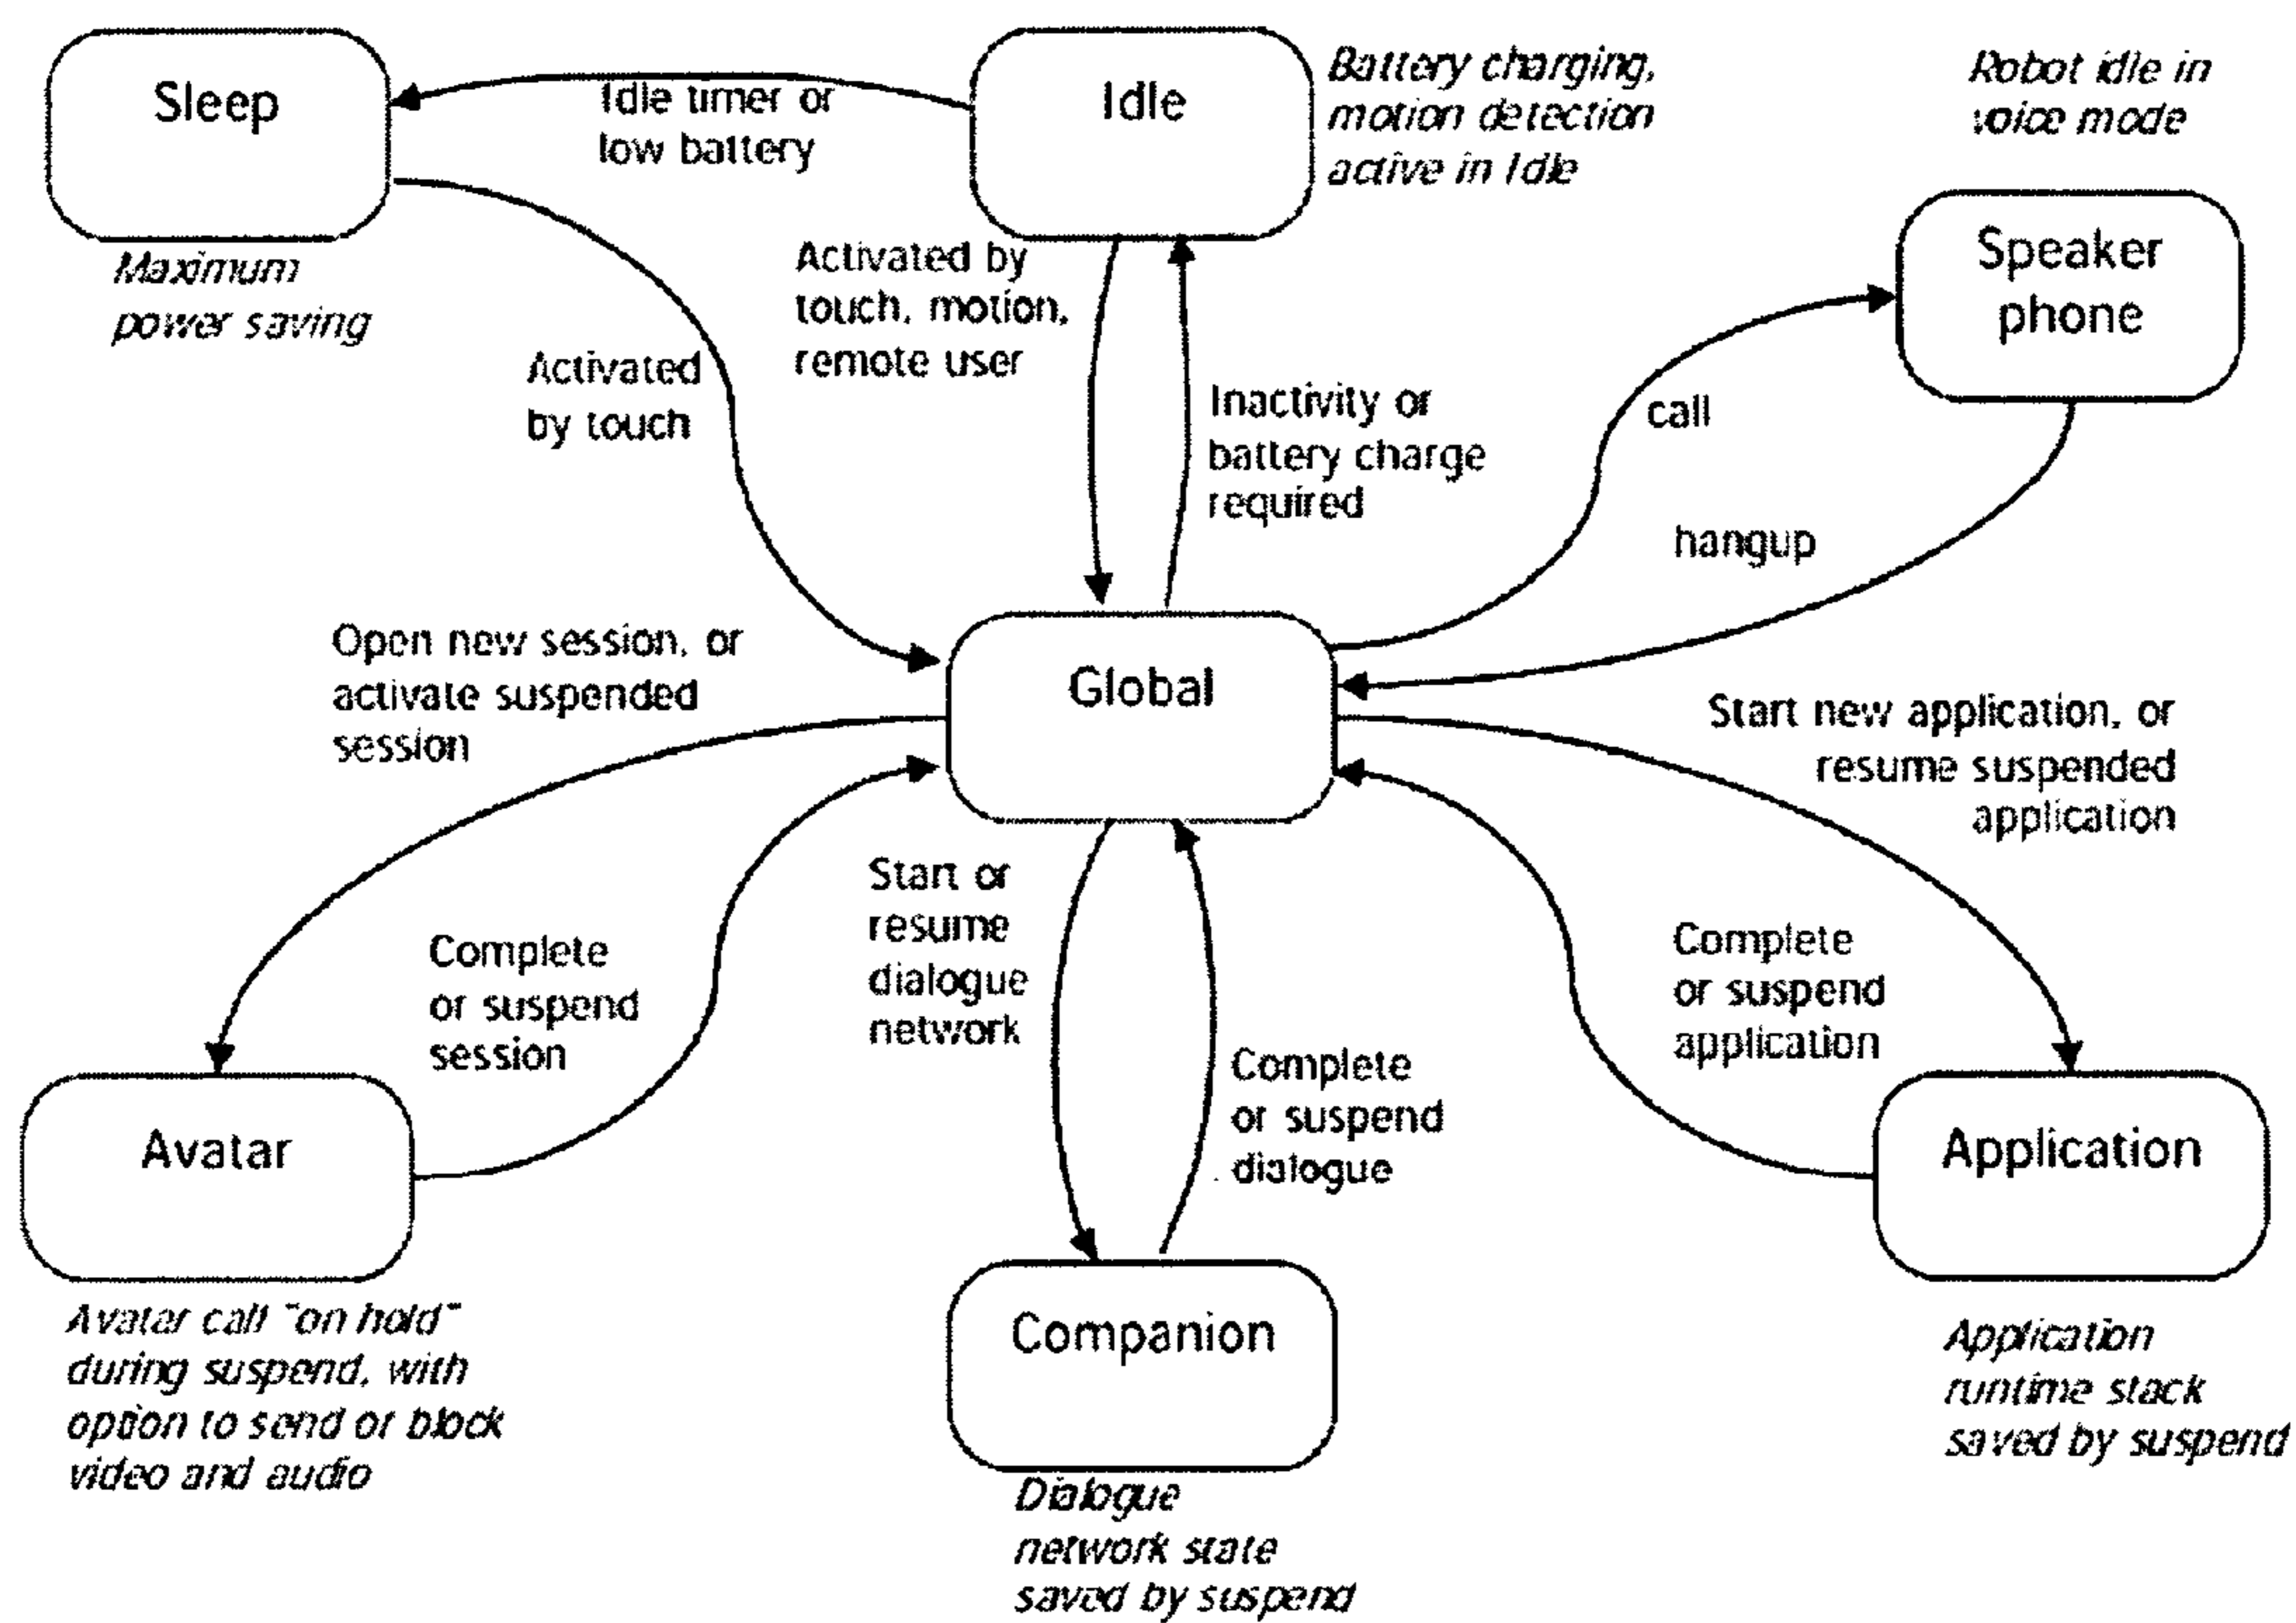 Sleep
Maximum
power saving
Idle timer or
low battery
Idle
Battery charging,
motion detection
active in Idle
Robot idle in
voice mode
Speaker
phone
Activated
by touch
Activated by
touch, motion,
remote user
Inactivity or
battery charge
required
call
hangup
Global
Open new session, or
activate suspended
session
Start new application, or
resume suspended
application
Complete
or suspend
session
Start or
resume
dialogue
network
Complete
or suspend
dialogue
Complete
or suspend
application
Avatar
Avatar call "on hold"
during suspend, with
option to send or block
video and audio
Companion
Dialogue
network state
saved by suspend
Application
Application
runtime stack
saved by suspend